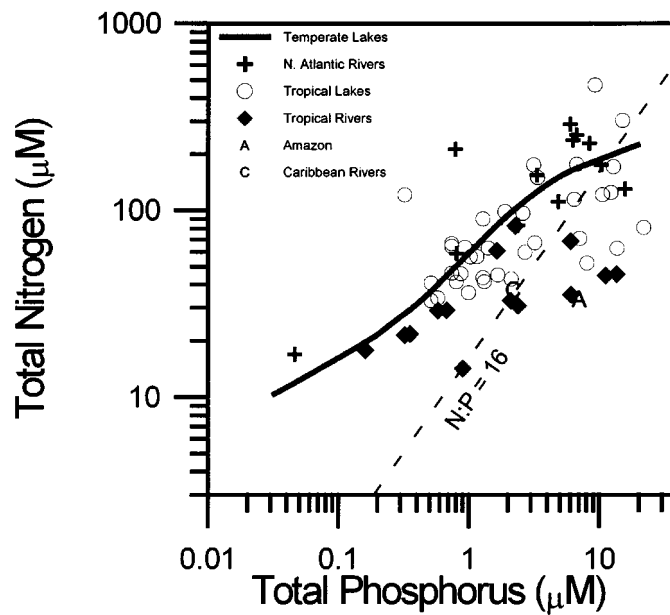 1000
Temperate Lakes
N. Atlantic Rivers
Tropical Lakes
Tropical Rivers
A Amazon
C Caribbean Rivers
Total Nitrogen (μM)
100
C
A
10
N:P = 16
0.01 0.1 1 10
Total Phosphorus (μM)